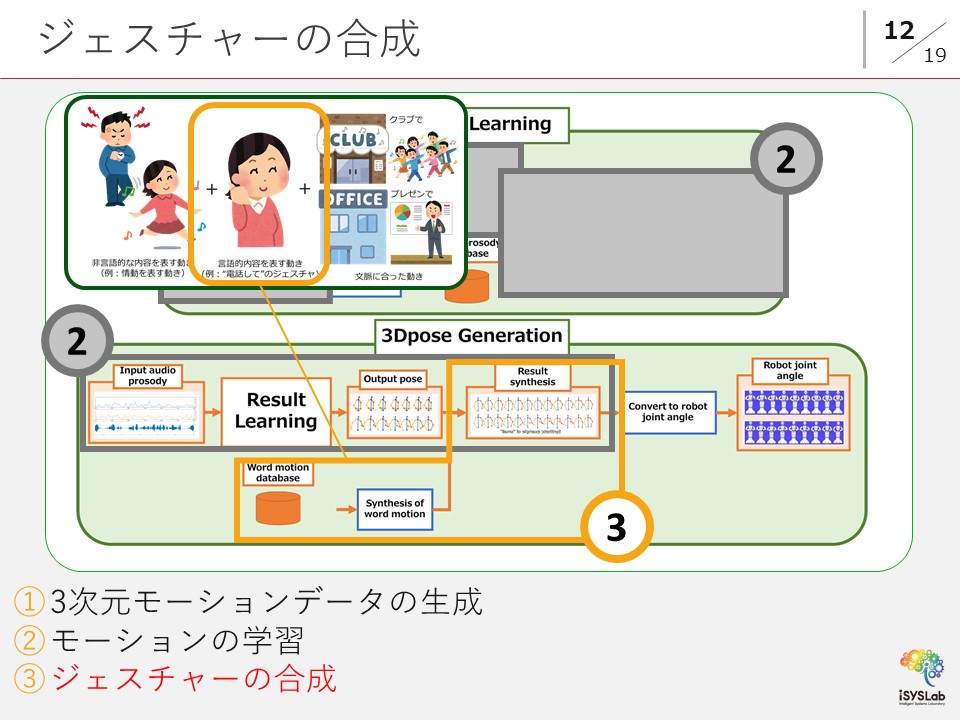 ジェスチャーの合成
12
19
Learning
2
クラブで
CLUB
+
+
プレゼンで
OFFICE
非言語的な内容を表す動き
(例：情動を表す動き)
言語的内容を表す動き
(例：“電話して”のジェスチャ)
文脈に合った動き
rosody
base
2
3Dpose Generation
Input audio
prosody
Result
Learning
Output pose
Result
synthesis
Convert to robot
joint angle
Robot joint
angle
Word motion
database
Synthesis of
word motion
3
① 3次元モーションデータの生成
② モーションの学習
③ ジェスチャーの合成
iSYSLab
Intelligent Systems Laboratory